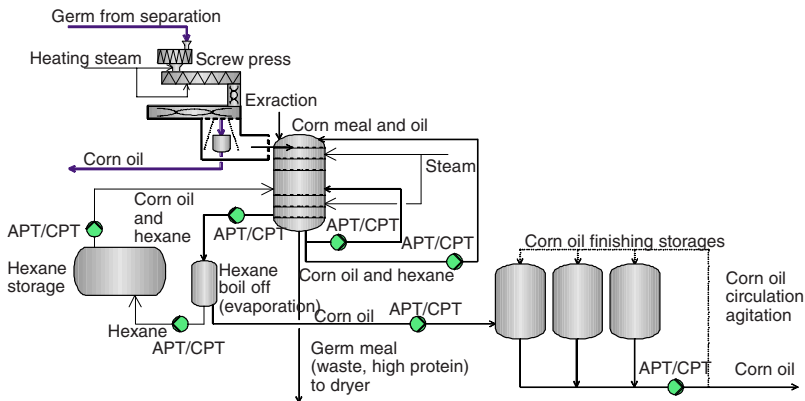 Germ from separation
Heating steam
Screw press
Exraction
Corn meal and oil
Corn oil
Steam
Corn oil
and
hexane
APT/CPT
APT/CPT
APT/CPT
APT/CPT
Corn oil finishing storages
Hexane
storage
Hexane
boil off
(evaporation)
Corn oil and hexane
Corn oil
circulation
agitation
APT/CPT
Corn oil
Hexane
APT/CPT
Germ meal
(waste, high protein)
to dryer
APT/CPT
Corn oil